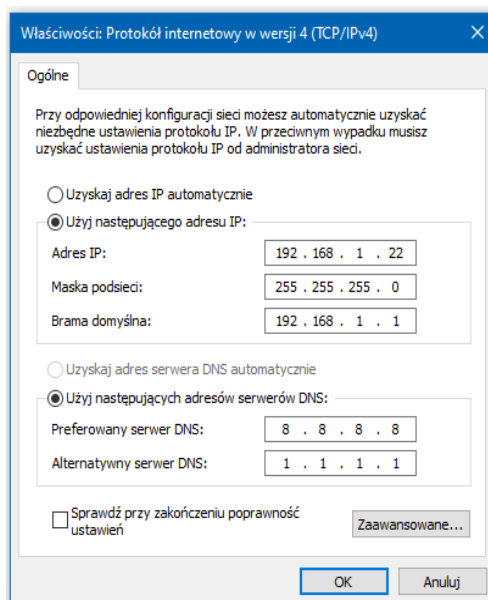 Właściwości: Protokół internetowy w wersji 4 (TCP/IPv4)
Ogólne
Przy odpowiedniej konfiguracji sieci możesz automatycznie uzyskać
niezbędne ustawienia protokołu IP. W przeciwnym wypadku musisz
uzyskać ustawienia protokołu IP od administratora sieci.
Uzyskaj adres IP automatycznie
Użyj następującego adresu IP:
Adres IP: 192 . 168 . 1 . 22
Maska podsieci: 255 . 255 . 255 . 0
Brama domyślna: 192 . 168 . 1 . 1
Uzyskaj adres serwera DNS automatycznie
Użyj następujących adresów serwerów DNS:
Preferowany serwer DNS: 8 . 8 . 8 . 8
Alternatywny serwer DNS: 1 . 1 . 1 . 1
Sprawdź przy zakończeniu poprawność
ustawień
Zaawansowane...
OK Anuluj